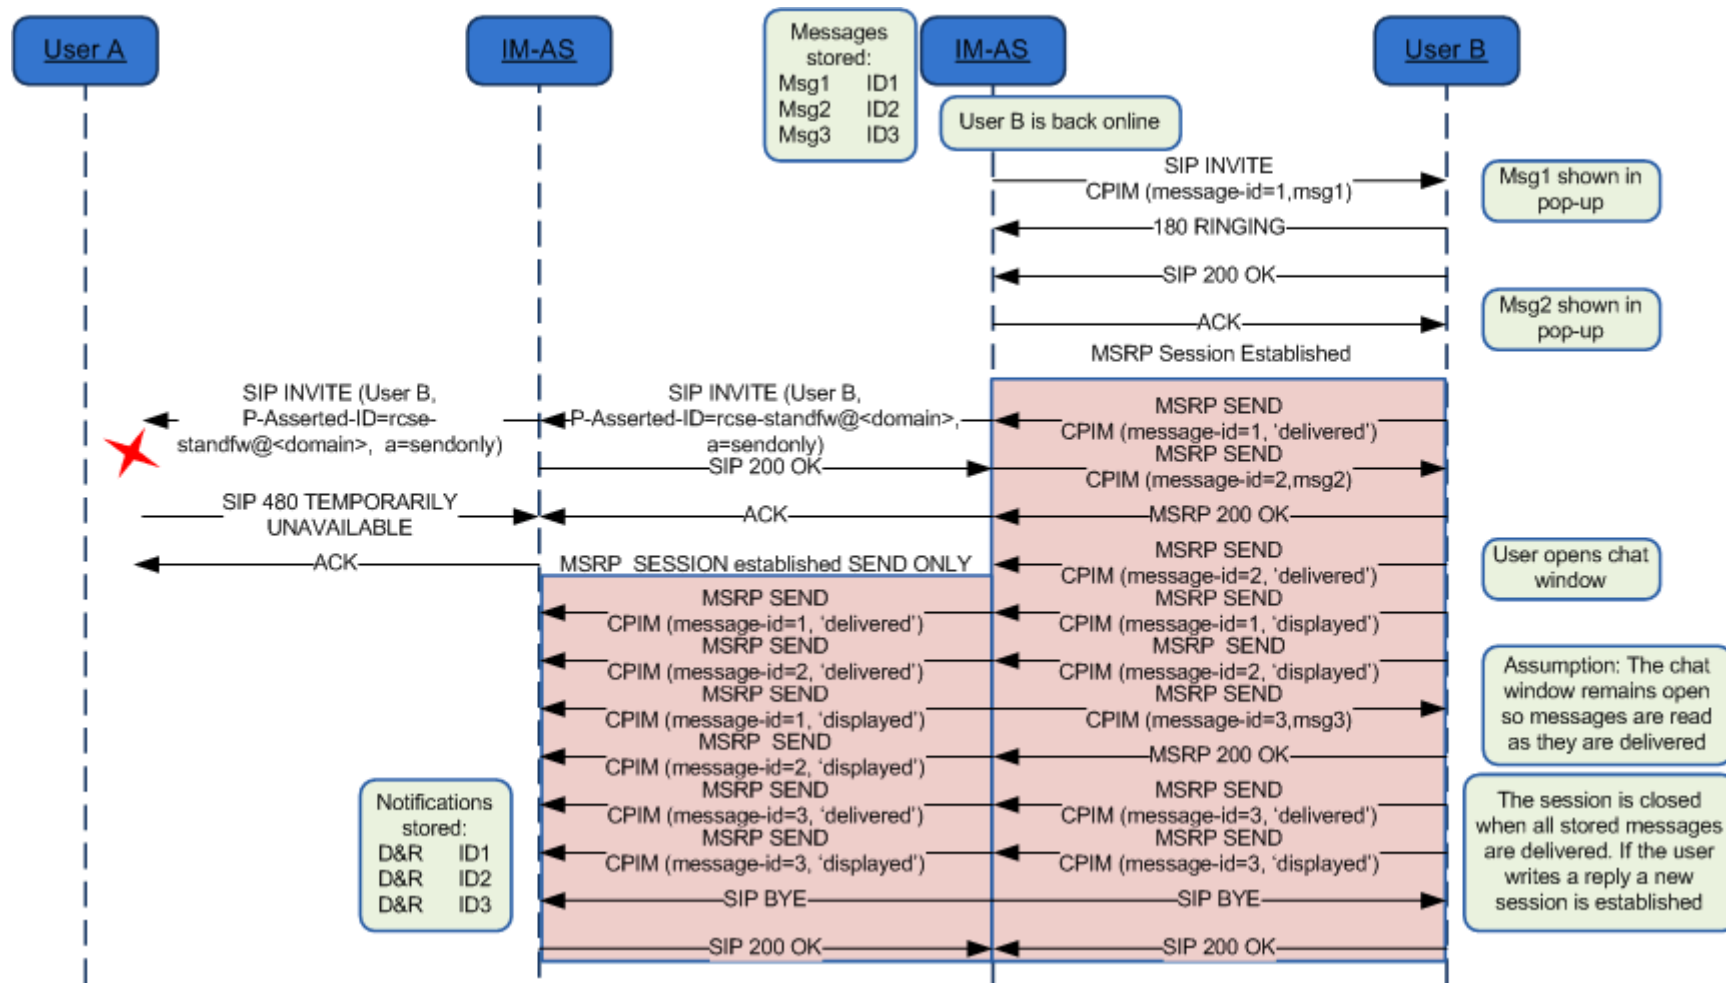 User A
IM-AS
Messages
stored:
Msg1 ID1
Msg2 ID2
Msg3 ID3
IM-AS
User B
User B is back online
SIP INVITE
CPIM (message-id=1,msg1)
Msg1 shown in
pop-up
180 RINGING
SIP 200 OK
ACK
Msg2 shown in
pop-up
MSRP Session Established
SIP INVITE (User B,
P-Asserted-ID=rcse-
standfw@<domain>, a=sendonly)
SIP INVITE (User B,
P-Asserted-ID=rcse-standfw@<domain>,
a=sendonly)
MSRP SEND
CPIM (message-id=1, ‘delivered’)
SIP 200 OK
MSRP SEND
CPIM (message-id=2,msg2)
SIP 480 TEMPORARILY
UNAVAILABLE
ACK
MSRP 200 OK
ACK
MSRP SESSION established SEND ONLY
MSRP SEND
CPIM (message-id=2, ‘delivered’)
User opens chat
window
MSRP SEND
CPIM (message-id=1, ‘delivered’)
MSRP SEND
CPIM (message-id=1, ‘displayed’)
MSRP SEND
CPIM (message-id=2, ‘delivered’)
MSRP SEND
CPIM (message-id=2, ‘displayed’)
Assumption: The chat
window remains open
so messages are read
as they are delivered
MSRP SEND
CPIM (message-id=1, ‘displayed’)
MSRP SEND
CPIM (message-id=3,msg3)
MSRP SEND
CPIM (message-id=2, ‘displayed’)
MSRP 200 OK
Notifications
stored:
D&R ID1
D&R ID2
D&R ID3
MSRP SEND
CPIM (message-id=3, ‘delivered’)
MSRP SEND
CPIM (message-id=3, ‘delivered’)
The session is closed
when all stored messages
are delivered. If the user
writes a reply a new
session is established
MSRP SEND
CPIM (message-id=3, ‘displayed’)
MSRP SEND
CPIM (message-id=3, ‘displayed’)
SIP BYE
SIP BYE
SIP 200 OK
SIP 200 OK